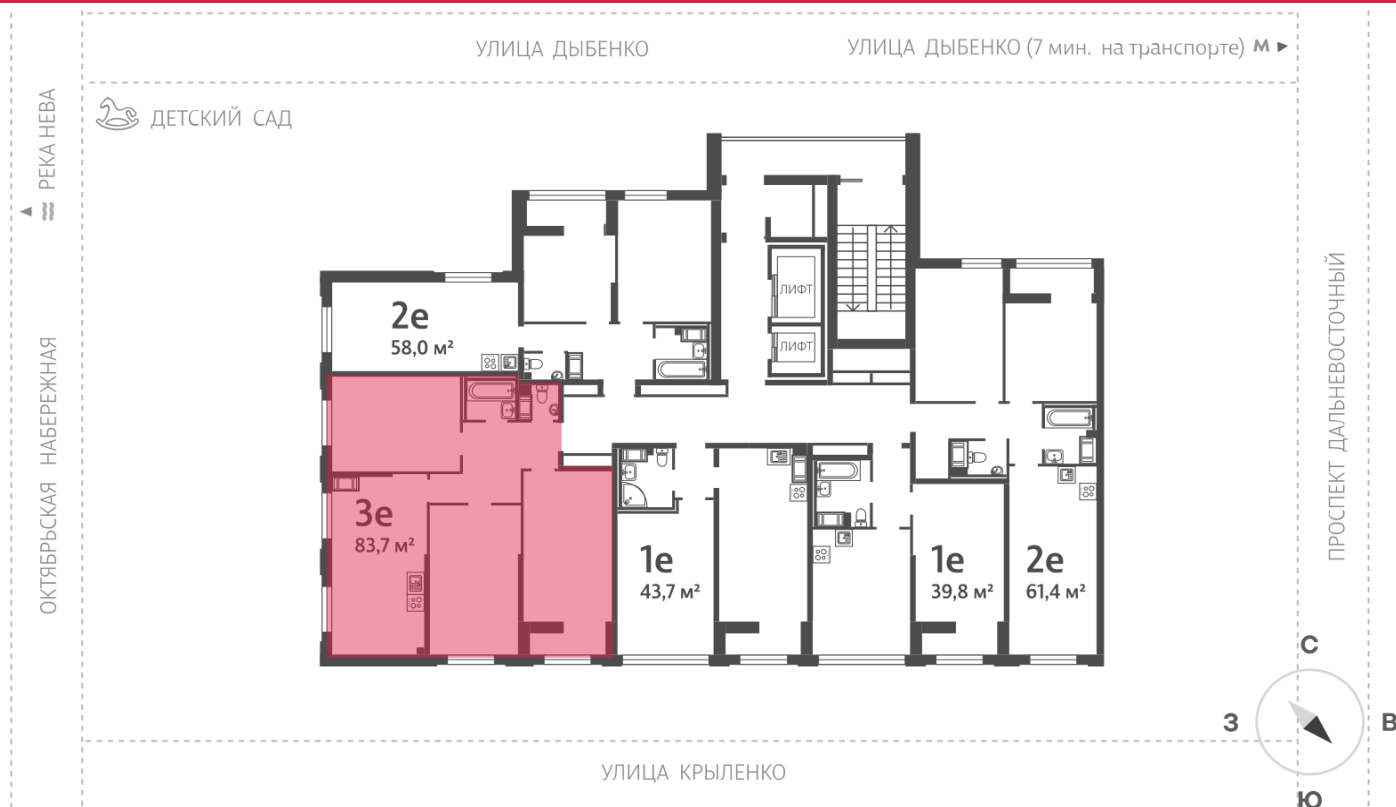 УЛИЦА ДЫБЕНКО
УЛИЦА ДЫБЕНКО (7 мин. на транспорте) М
РЕКА НЕВА
ДЕТСКИЙ САД
ЛИФТ
ЛИФТ
2е
58,0 м²
ОКТЯБРЬСКАЯ НАБЕРЕЖНАЯ
ПРОСПЕКТ ДАЛЬНЕВОСТОЧНЫЙ
3е
83,7 м²
1е
43,7 м²
1е
39,8 м²
2е
61,4 м²
С
З
В
Ю
УЛИЦА КРЫЛЕНКО